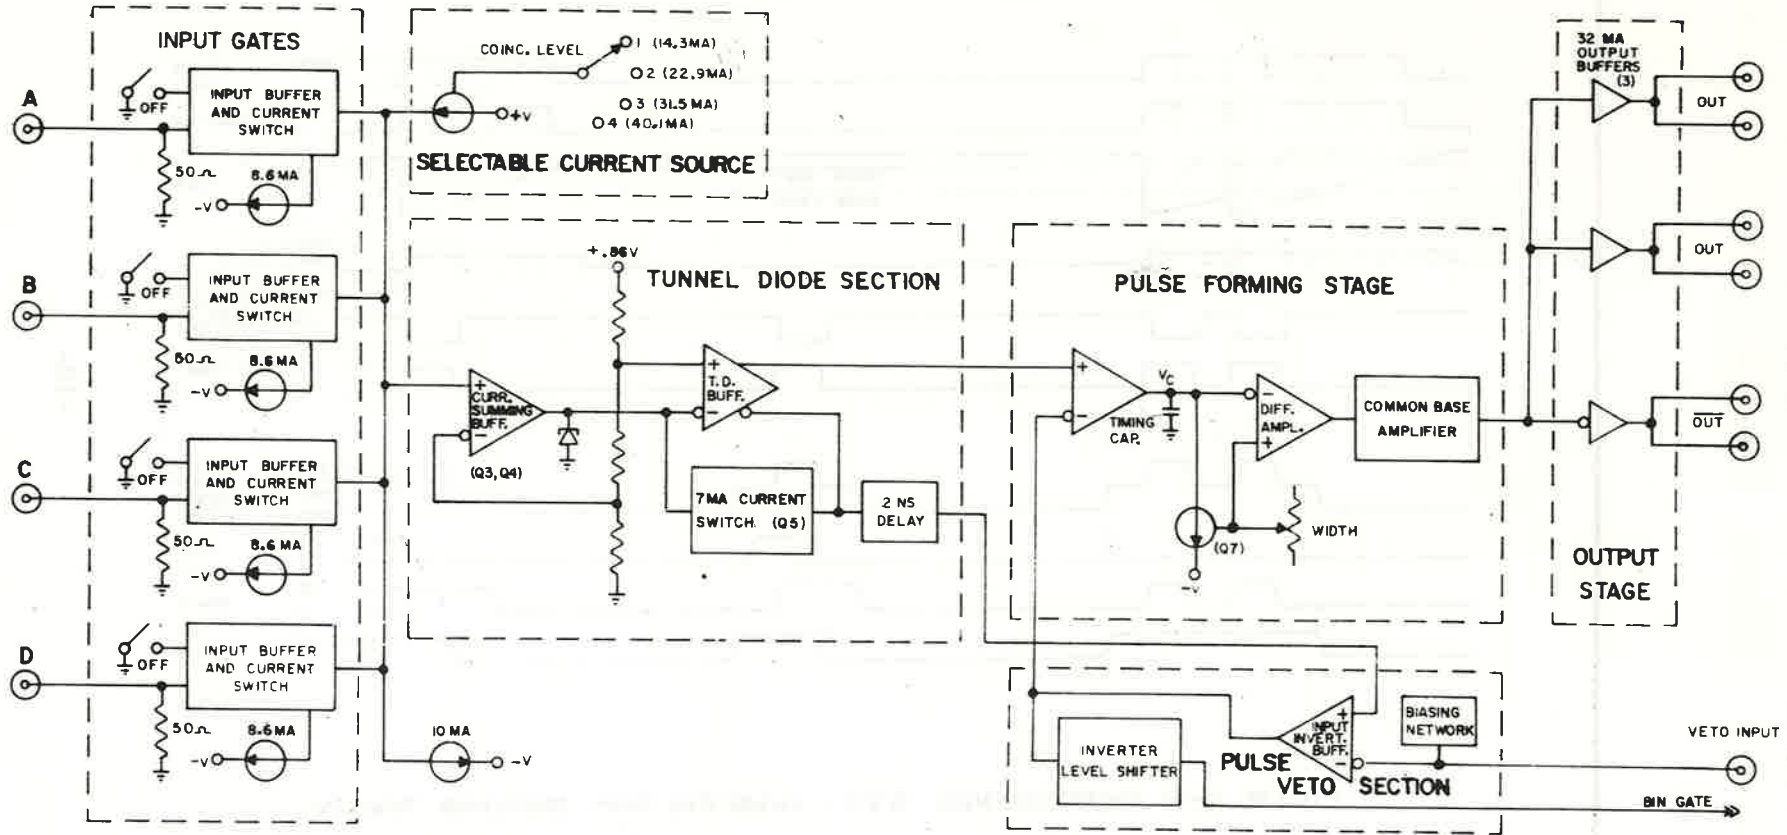 INPUT GATES
A
OFF
INPUT BUFFER
AND CURRENT
SWITCH
50Ω
8.6 MA
-V
B
OFF
INPUT BUFFER
AND CURRENT
SWITCH
50Ω
8.6 MA
-V
C
OFF
INPUT BUFFER
AND CURRENT
SWITCH
50Ω
8.6 MA
-V
D
OFF
INPUT BUFFER
AND CURRENT
SWITCH
50Ω
8.6 MA
-V
COINC. LEVEL
1 (14.3MA)
2 (22.9MA)
3 (31.5 MA)
4 (40.1MA)
+V
SELECTABLE CURRENT SOURCE
+.86V
TUNNEL DIODE SECTION
+
CURR.
SUMMING
BUFF.
-
(Q3, Q4)
+
T.D.
BUFF.
-
7MA CURRENT
SWITCH (Q5)
2 NS
DELAY
10 MA
-V
PULSE FORMING STAGE
+
-
VC
TIMING
CAP.
-
DIFF.
AMPL.
+
COMMON BASE
AMPLIFIER
(Q7)
WIDTH
-V
32 MA
OUTPUT
BUFFERS
(3)
OUT
OUT
OUT
OUTPUT
STAGE
INVERTER
LEVEL SHIFTER
+
INPUT
INVERT.
BUFF.
-
BIASING
NETWORK
PULSE
VETO SECTION
VETO INPUT
BIN GATE